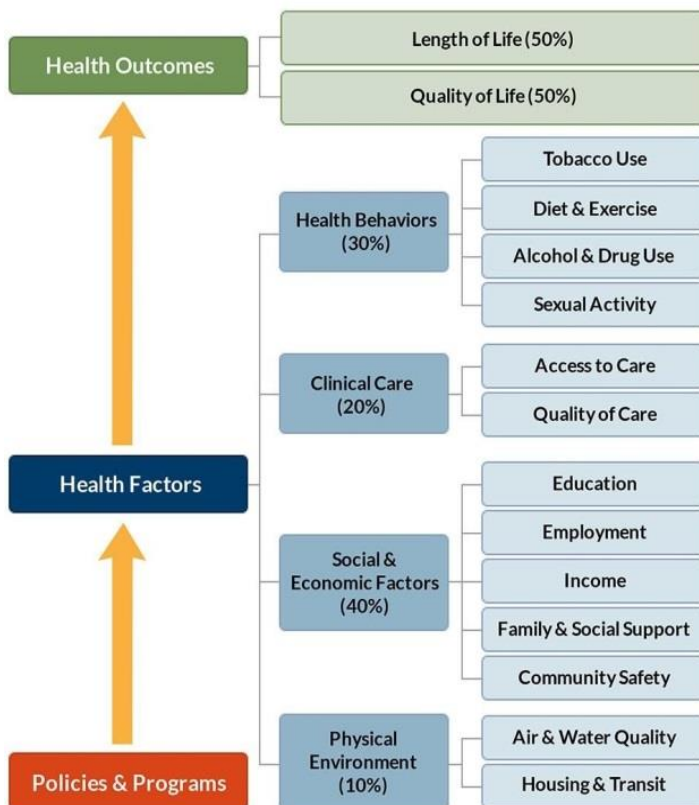 Health Outcomes
Length of Life (50%)
Quality of Life (50%)
Health Factors
Health Behaviors
(30%)
Tobacco Use
Diet & Exercise
Alcohol & Drug Use
Sexual Activity
Clinical Care
(20%)
Access to Care
Quality of Care
Social &
Economic Factors
(40%)
Education
Employment
Income
Family & Social Support
Community Safety
Physical
Environment
(10%)
Air & Water Quality
Housing & Transit
Policies & Programs